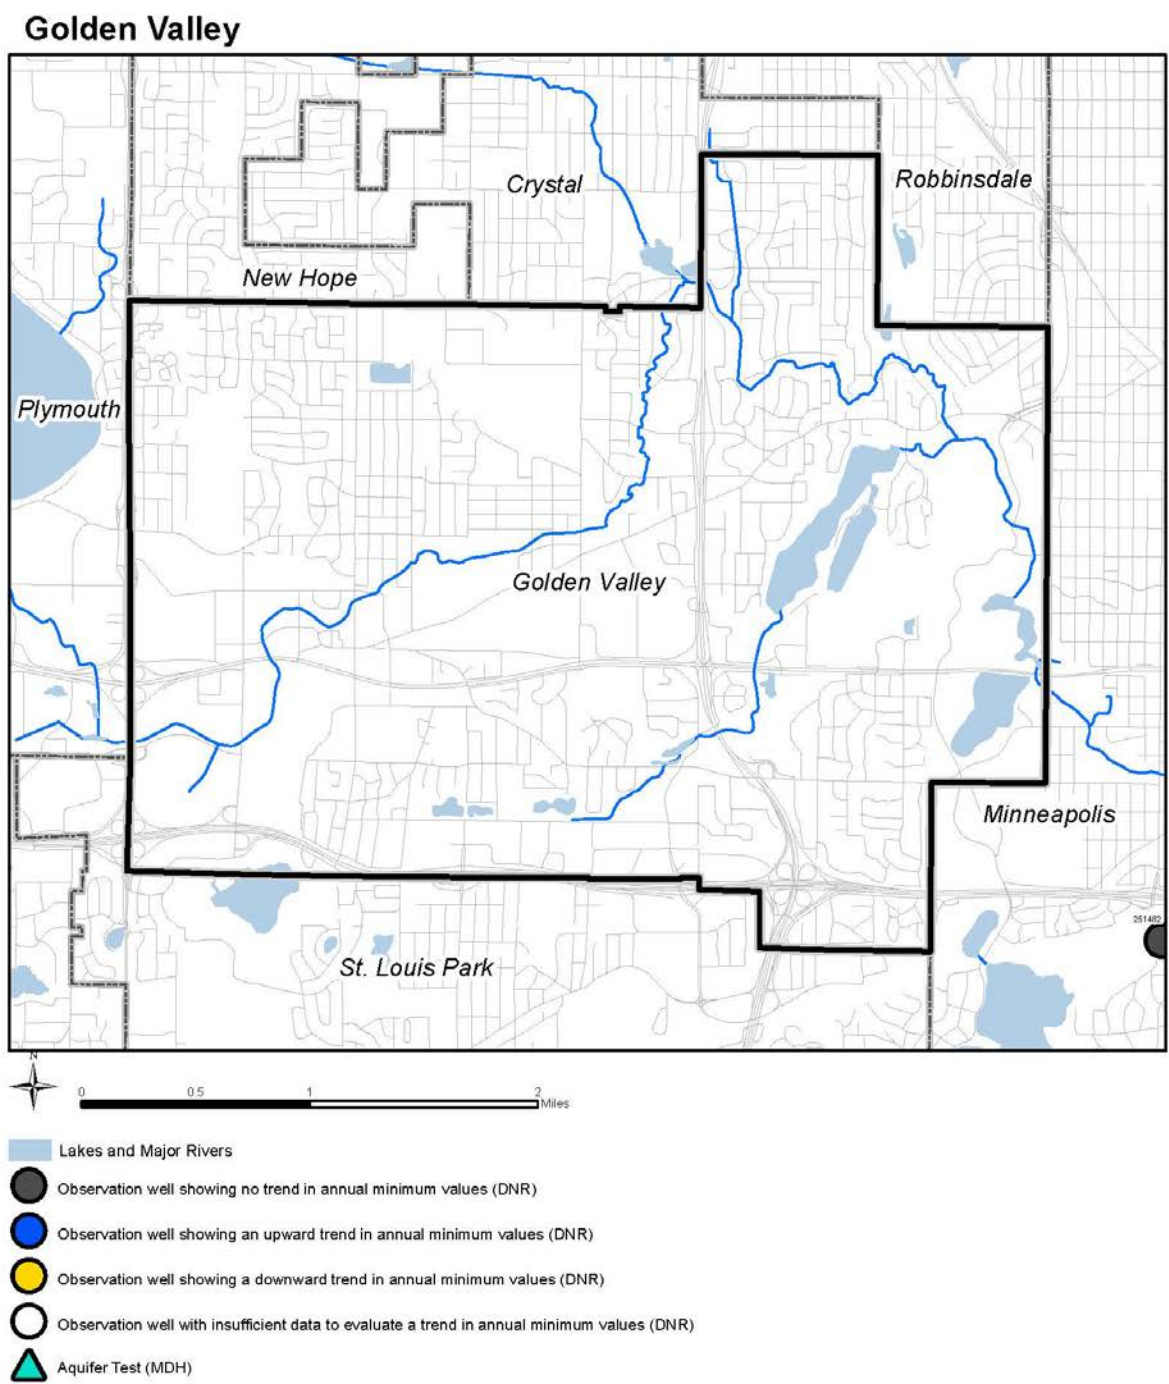 Golden Valley
Crystal
Robbinsdale
New Hope
Plymouth
Golden Valley
Minneapolis
251482
St. Louis Park
N
0 0.5 1 2
Miles
Lakes and Major Rivers
Observation well showing no trend in annual minimum values (DNR)
Observation well showing an upward trend in annual minimum values (DNR)
Observation well showing a downward trend in annual minimum values (DNR)
Observation well with insufficient data to evaluate a trend in annual minimum values (DNR)
Aquifer Test (MDH)